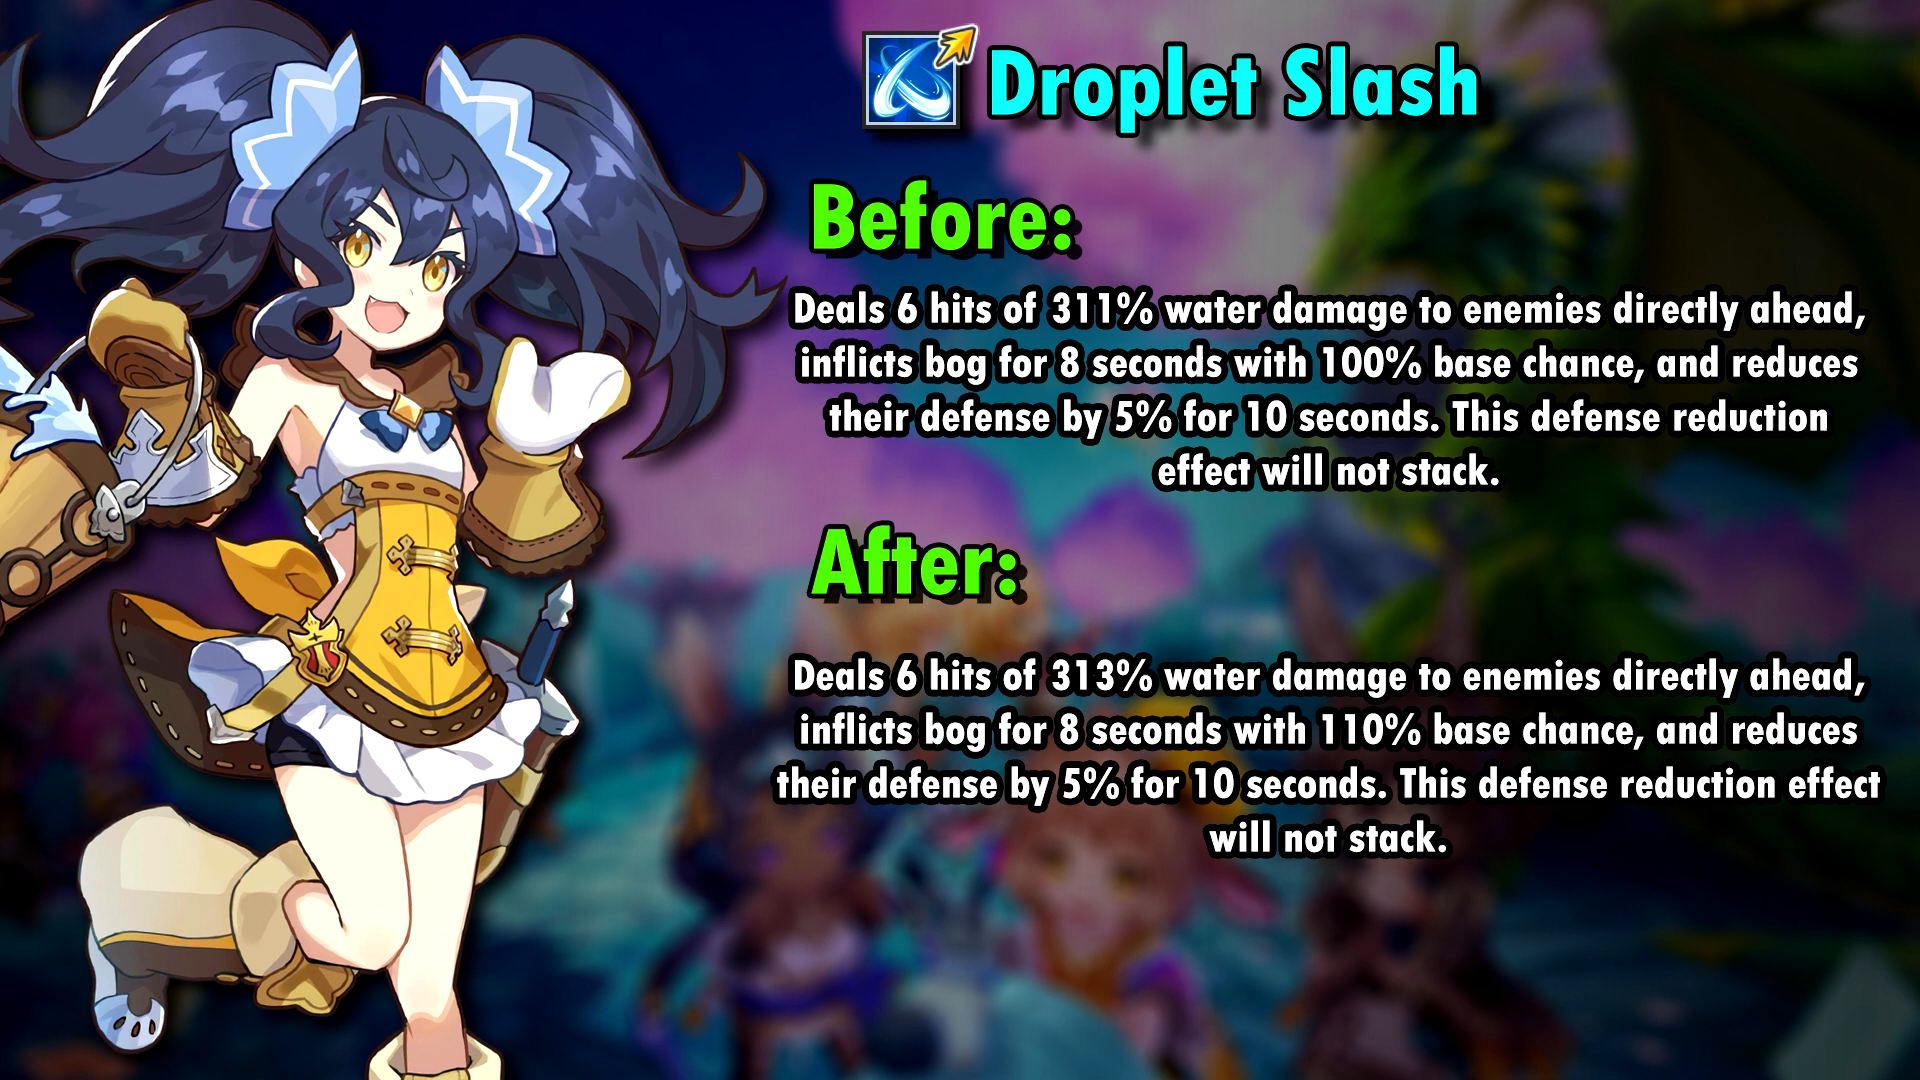 Droplet Slash
Before:
Deals 6 hits of 311% water damage to enemies directly ahead,
inflicts bog for 8 seconds with 100% base chance, and reduces
their defense by 5% for 10 seconds. This defense reduction
effect will not stack.
After:
Deals 6 hits of 313% water damage to enemies directly ahead,
inflicts bog for 8 seconds with 110% base chance, and reduces
their defense by 5% for 10 seconds. This defense reduction effect
will not stack.